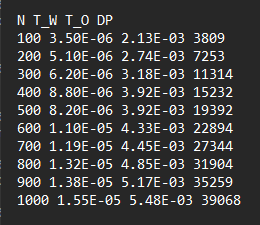 N T_W T_O DP
100 3.50E-06 2.13E-03 3809
200 5.10E-06 2.74E-03 7253
300 6.20E-06 3.18E-03 11314
400 8.80E-06 3.92E-03 15232
500 8.20E-06 3.92E-03 19392
600 1.10E-05 4.33E-03 22894
700 1.19E-05 4.45E-03 27344
800 1.32E-05 4.85E-03 31904
900 1.38E-05 5.17E-03 35259
1000 1.55E-05 5.48E-03 39068